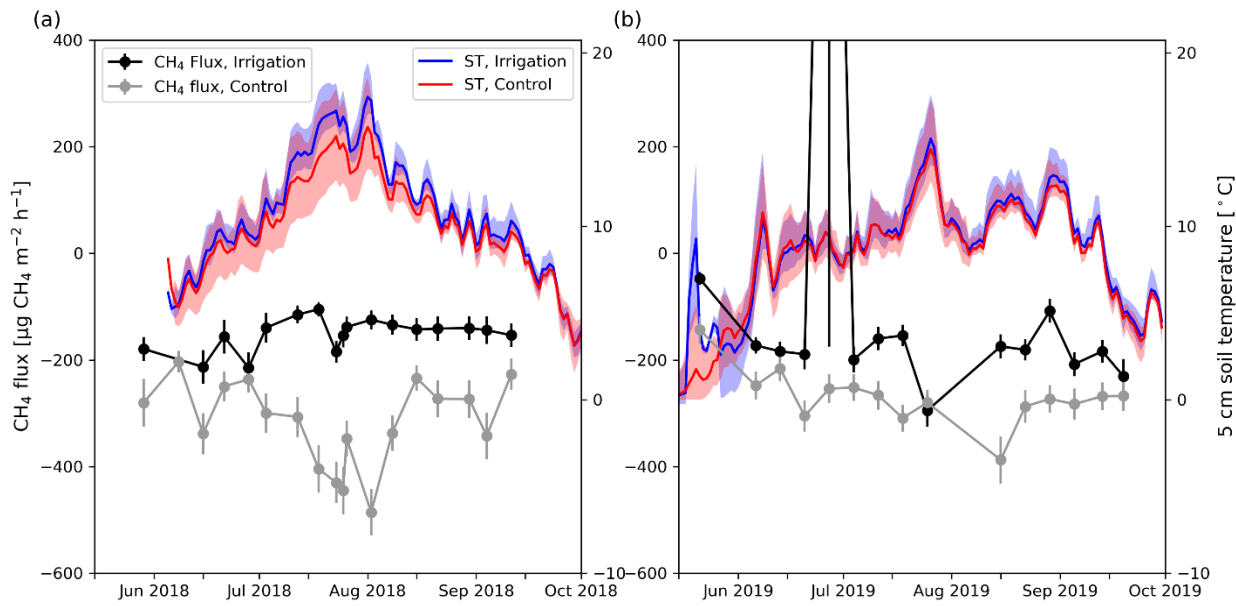 (a)
(b)
400
200
0
−200
−400
−600
CH₄ flux [µg CH₄ m⁻² h⁻¹]
CH₄ Flux, Irrigation
CH₄ flux, Control
ST, Irrigation
ST, Control
20
10
0
−10
Jun 2018
Jul 2018
Aug 2018
Sep 2018
Oct 2018
400
200
0
−200
−400
−600
20
10
0
−10
5 cm soil temperature [°C]
Jun 2019
Jul 2019
Aug 2019
Sep 2019
Oct 2019